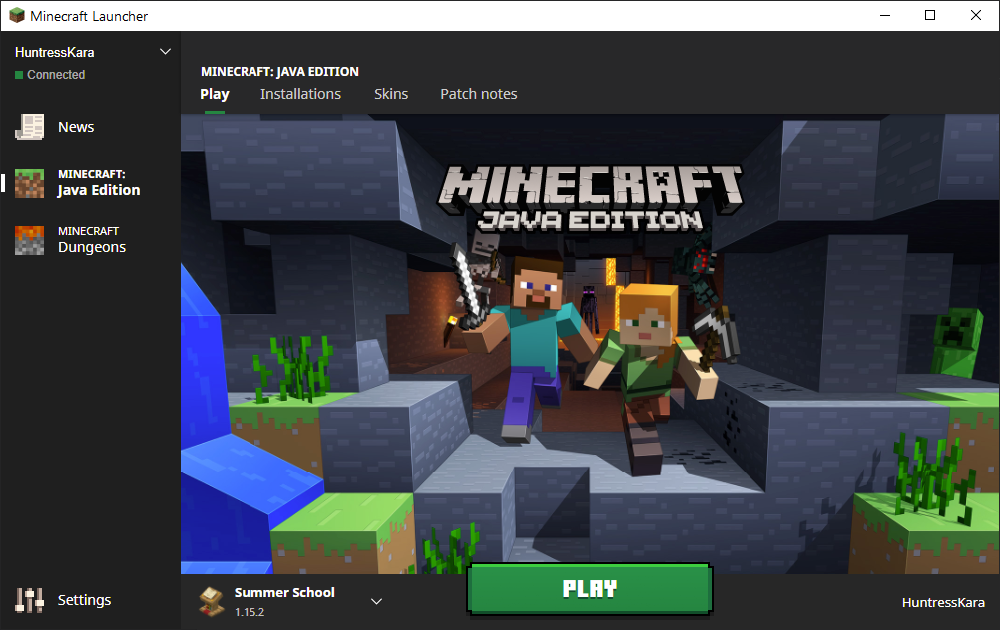 Minecraft Launcher
HuntressKara
Connected
News
MINECRAFT:
Java Edition
MINECRAFT
Dungeons
Settings
MINECRAFT: JAVA EDITION
Play Installations Skins Patch notes
MINECRAFT
JAVA EDITION
Summer School
1.15.2
PLAY
HuntressKara